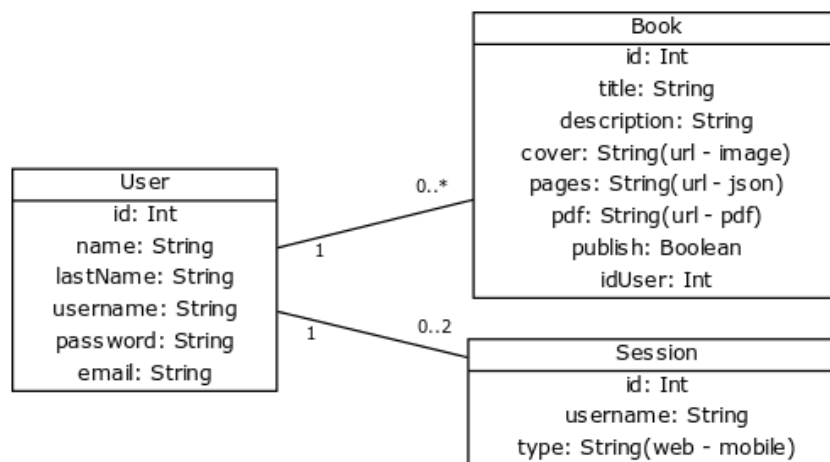 Book
id: Int
title: String
description: String
cover: String(url - image)
pages: String(url - json)
pdf: String(url - pdf)
publish: Boolean
idUser: Int
User
id: Int
name: String
lastName: String
username: String
password: String
email: String
0..*
1
1
0..2
Session
id: Int
username: String
type: String(web - mobile)